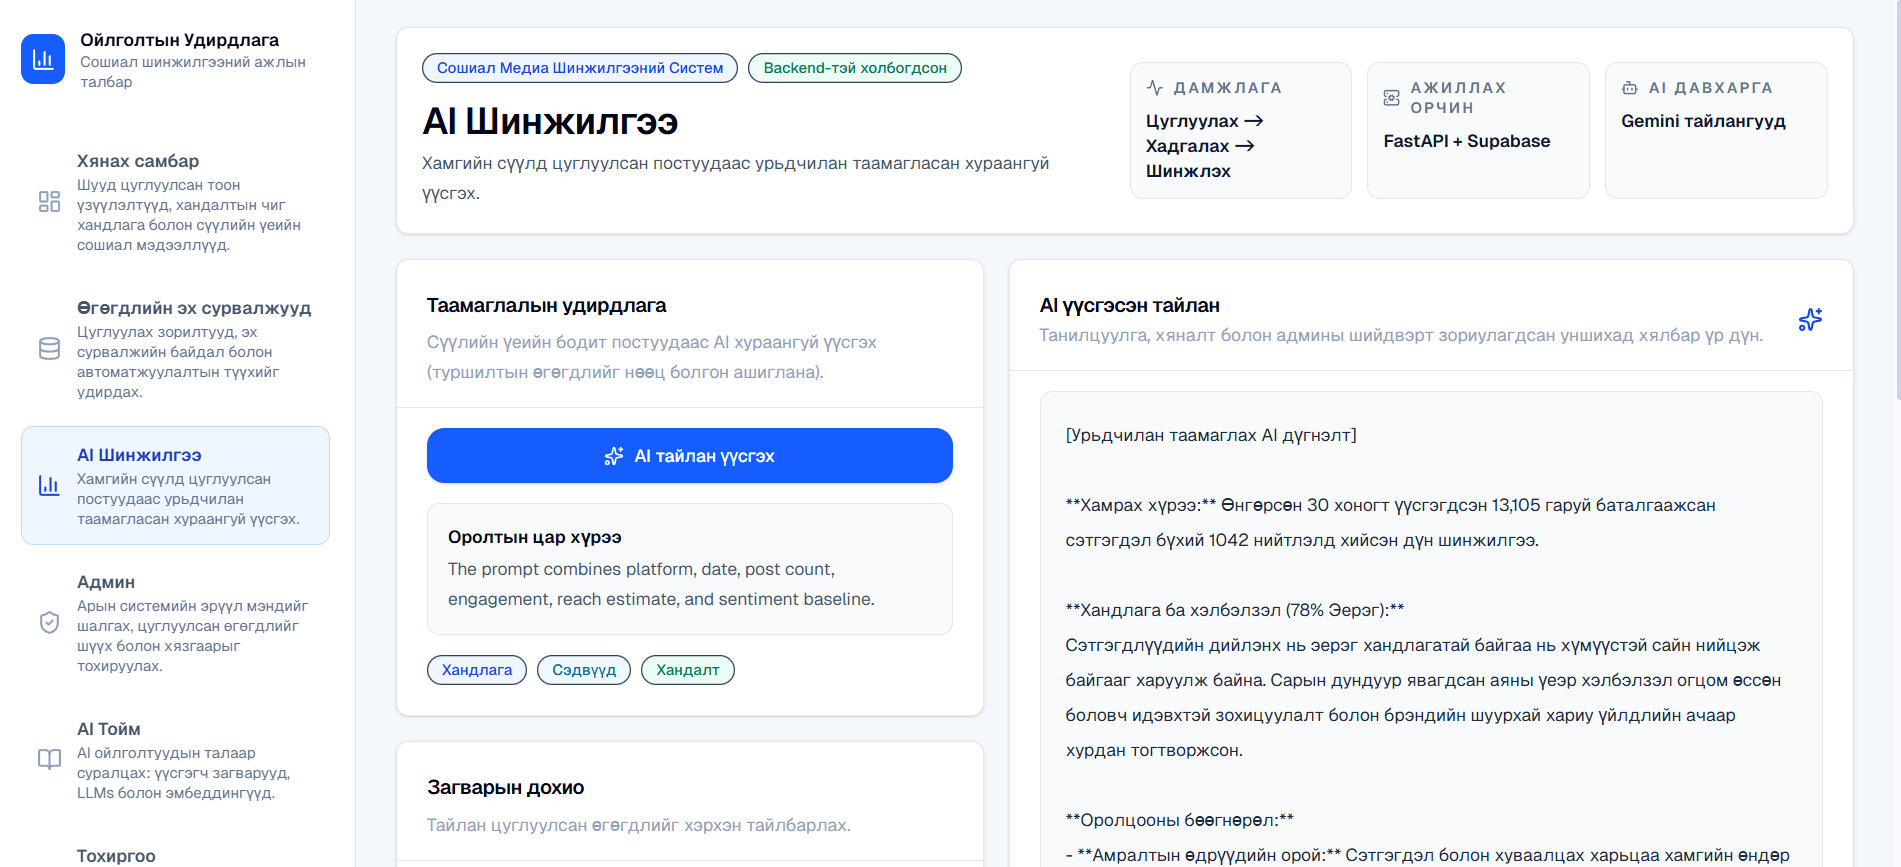 Ойлголтын Удирдлага
Сошиал шинжилгээний ажлын
талбар
Хянах самбар
Шууд цуглуулсан тоон
үзүүлэлтүүд, хандалтын чиг
хандлага болон сүүлийн үеийн
сошиал мэдээллүүд.
Өгөгдлийн эх сурвалжууд
Цуглуулах зорилтууд, эх
сурвалжийн байдал болон
автоматжуулалтын түүхийг
удирдах.
AI Шинжилгээ
Хамгийн сүүлд цуглуулсан
постуудаас урьдчилан
таамагласан хураангуй үүсгэх.
Админ
Арын системийн эрүүл мэндийг
шалгах, цуглуулсан өгөгдлийг
шүүх болон хязгаарыг
тохируулах.
AI Тойм
AI ойлголтуудын талаар
суралцах: үүсгэгч загварууд,
LLMs болон эмбеддингүүд.
Тохиргоо
Сошиал Медиа Шинжилгээний Систем
Backend-тэй холбогдсон
AI Шинжилгээ
Хамгийн сүүлд цуглуулсан постуудаас урьдчилан таамагласан хураангуй
үүсгэх.
ДАМЖЛАГА
Цуглуулах →
Хадгалах →
Шинжлэх
АЖИЛЛАХ
ОРЧИН
FastAPI + Supabase
AI ДАВХАРГА
Gemini тайлангууд
Таамаглалын удирдлага
Сүүлийн үеийн бодит постуудаас AI хураангуй үүсгэх
(туршилтын өгөгдлийг нөөц болгон ашиглана).
AI тайлан үүсгэх
Оролтын цар хүрээ
The prompt combines platform, date, post count,
engagement, reach estimate, and sentiment baseline.
Хандлага
Сэдвүүд
Хандалт
Загварын дохио
Тайлан цуглуулсан өгөгдлийг хэрхэн тайлбарлах.
AI үүсгэсэн тайлан
Танилцуулга, хяналт болон админы шийдвэрт зориулагдсан уншихад хялбар үр дүн.
[Урьдчилан таамаглах AI дүгнэлт]
**Хамрах хүрээ:** Өнгөрсөн 30 хоногт үүсгэгдсэн 13,105 гаруй баталгаажсан
сэтгэгдэл бүхий 1042 нийтлэлд хийсэн дүн шинжилгээ.
**Хандлага ба хэлбэлзэл (78% Эерэг):**
Сэтгэгдлүүдийн дийлэнх нь эерэг хандлагатай байгаа нь хүмүүстэй сайн нийцэж
байгааг харуулж байна. Сарын дундуур явагдсан аяны үеэр хэлбэлзэл огцом өссөн
боловч идэвхтэй зохицуулалт болон брэндийн шуурхай хариу үйлдлийн ачаар
хурдан тогтворжсон.
**Оролцооны бөөгнөрөл:**
- **Амралтын өдрүүдийн орой:** Сэтгэгдэл болон хуваалцах харьцаа хамгийн өндөр